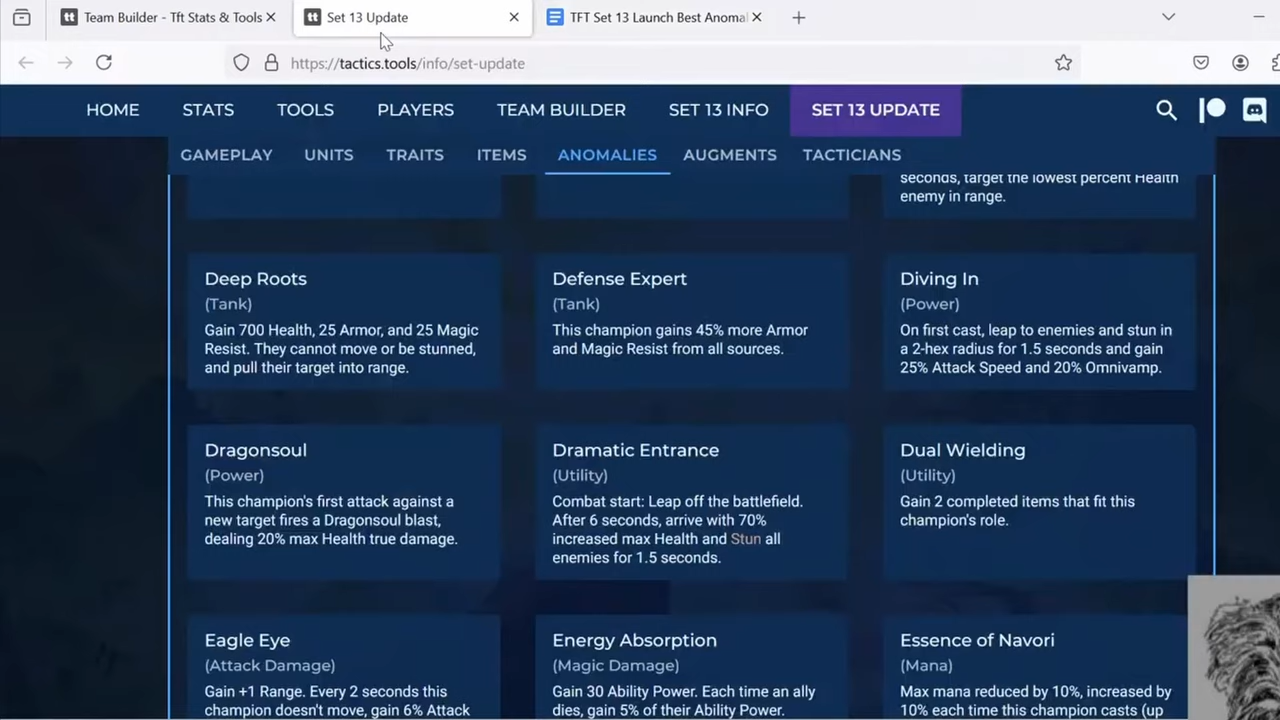 Team Builder - Tft Stats & Tools
Set 13 Update
TFT Set 13 Launch Best Anomal
https://tactics.tools/info/set-update
HOME
STATS
TOOLS
PLAYERS
TEAM BUILDER
SET 13 INFO
SET 13 UPDATE
GAMEPLAY
UNITS
TRAITS
ITEMS
ANOMALIES
AUGMENTS
TACTICIANS
seconds, target the lowest percent Health
enemy in range.
Deep Roots
(Tank)
Gain 700 Health, 25 Armor, and 25 Magic
Resist. They cannot move or be stunned,
and pull their target into range.
Defense Expert
(Tank)
This champion gains 45% more Armor
and Magic Resist from all sources.
Diving In
(Power)
On first cast, leap to enemies and stun in
a 2-hex radius for 1.5 seconds and gain
25% Attack Speed and 20% Omnivamp.
Dragonsoul
(Power)
This champion's first attack against a
new target fires a Dragonsoul blast,
dealing 20% max Health true damage.
Dramatic Entrance
(Utility)
Combat start: Leap off the battlefield.
After 6 seconds, arrive with 70%
increased max Health and Stun all
enemies for 1.5 seconds.
Dual Wielding
(Utility)
Gain 2 completed items that fit this
champion's role.
Eagle Eye
(Attack Damage)
Gain +1 Range. Every 2 seconds this
champion doesn't move, gain 6% Attack
Energy Absorption
(Magic Damage)
Gain 30 Ability Power. Each time an ally
dies, gain 5% of their Ability Power.
Essence of Navori
(Mana)
Max mana reduced by 10%, increased by
10% each time this champion casts (up